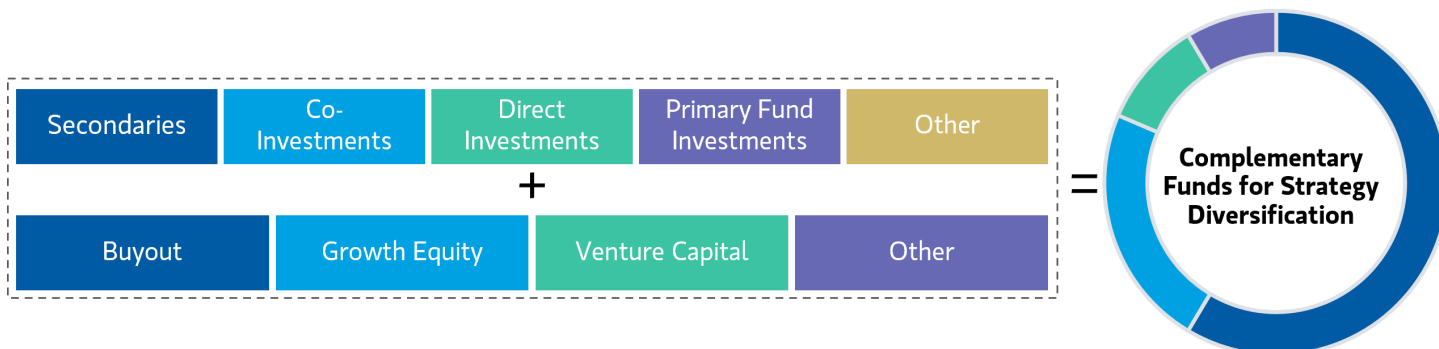 Secondaries
Co-
Investments
Direct
Investments
Primary Fund
Investments
Other
+
=
Buyout
Growth Equity
Venture Capital
Other
Complementary
Funds for Strategy
Diversification